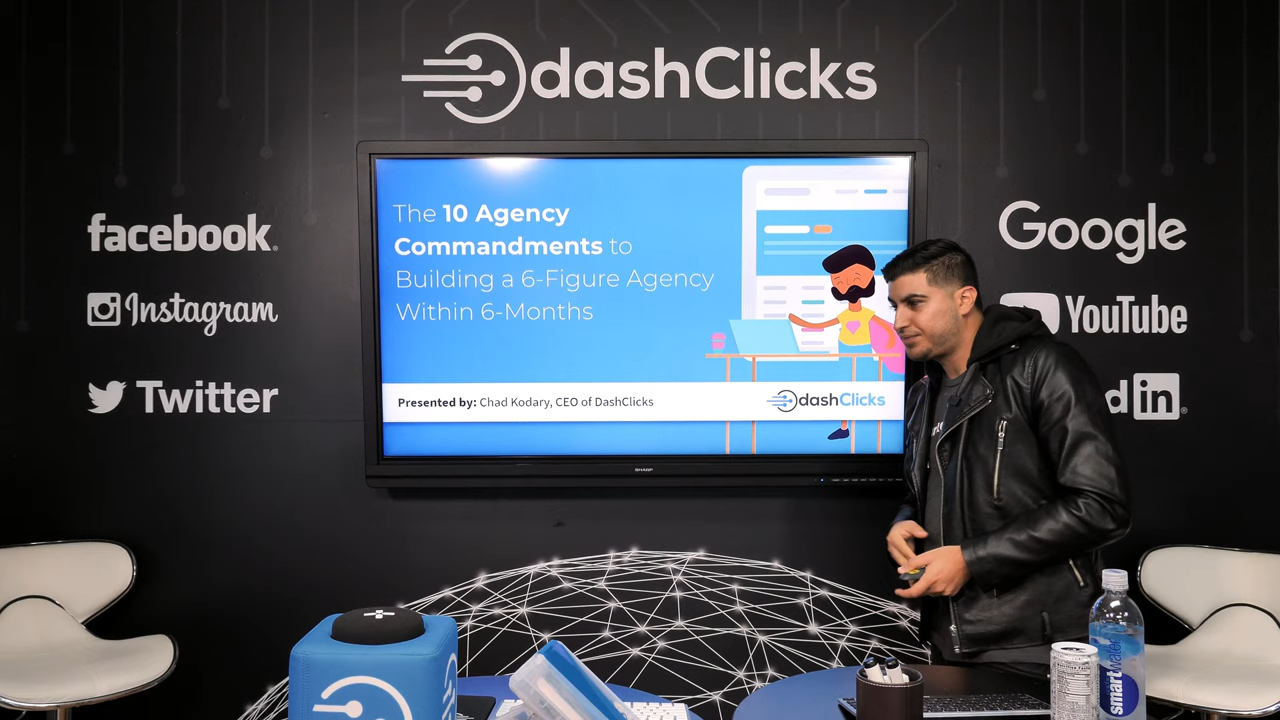 dashClicks
facebook.
Instagram
Twitter
The 10 Agency
Commandments to
Building a 6-Figure Agency
Within 6-Months
Presented by: Chad Kodary, CEO of DashClicks
dashClicks
SHARP
Google
YouTube
d in
smartwater